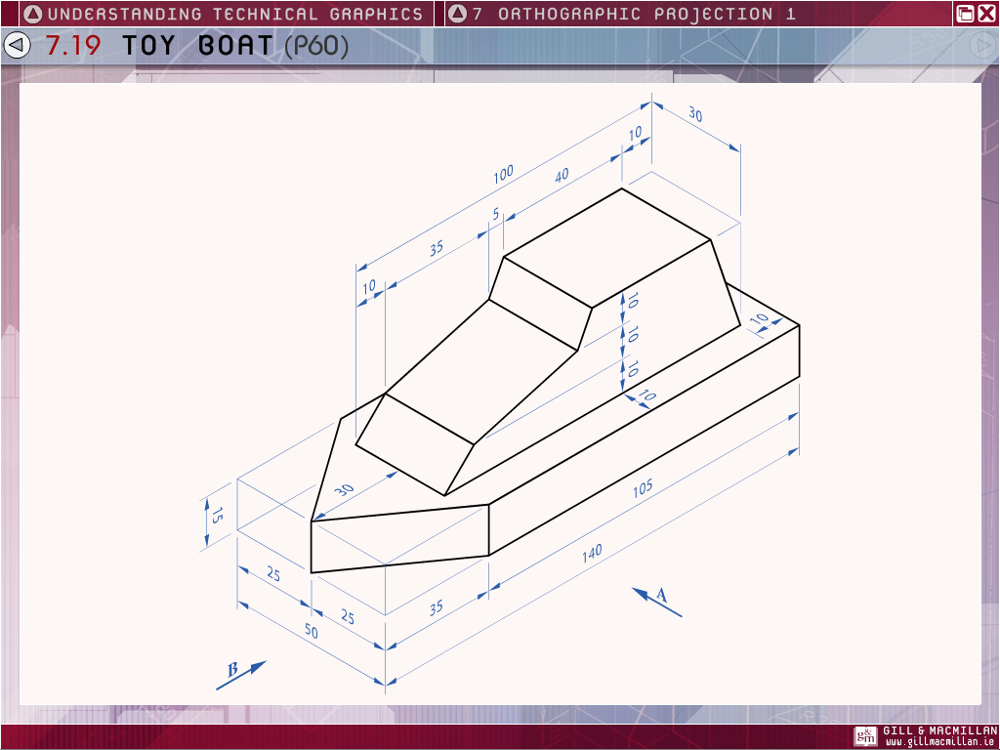 UNDERSTANDING TECHNICAL GRAPHICS
7 ORTHOGRAPHIC PROJECTION 1
7.19 TOY BOAT (P60)
30
10
100
40
5
35
10
10
10
10
10
10
30
15
25
25
50
35
105
140
A
B
g&m
GILL & MACMILLAN
www.gillmacmillan.ie